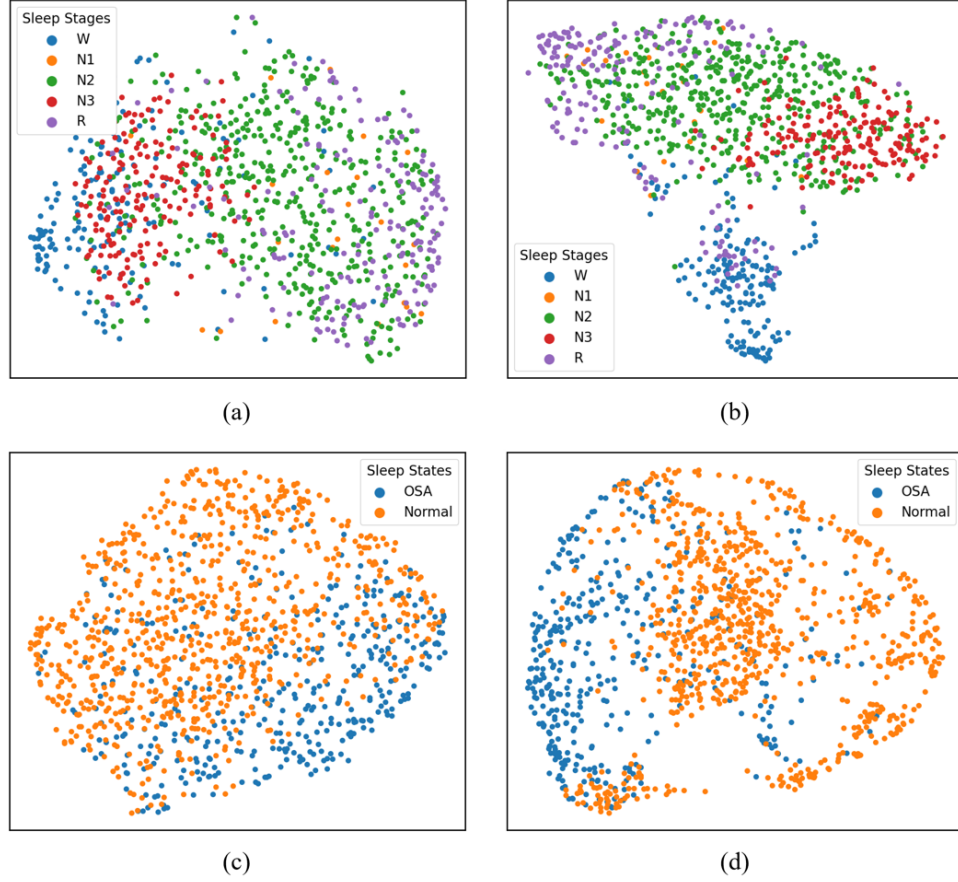 Sleep Stages
W
N1
N2
N3
R
(a)
Sleep Stages
W
N1
N2
N3
R
(b)
Sleep States
OSA
Normal
(c)
Sleep States
OSA
Normal
(d)